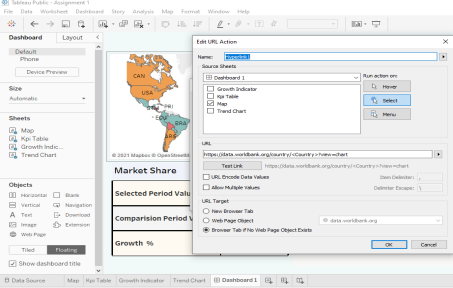 Tableau Public - Assignment 1
File Data Worksheet Dashboard Story Analysis Map Format Window Help
Dashboard Layout
Default
Phone
Device Preview
Size
Automatic
Sheets
Map
Kpi Table
Growth Indic...
Trend Chart
Objects
Horizontal Blank
Vertical Navigation
Text Download
Image Extension
Web Page
Tiled Floating
Show dashboard title
CAN
USA
PRI
BRA
ARG
© 2021 Mapbox © OpenStreetM
Market Share
Selected Period Valu
Comparision Period V
Growth %
Edit URL Action
Name: Hyperlink1
Source Sheets
Dashboard 1
Growth Indicator
Kpi Table
Map
Trend Chart
Run action on:
Hover
Select
Menu
URL
https://data.worldbank.org/country/<Country>?view=chart
Test Link https://data.worldbank.org/country/<Country>?view=chart
URL Encode Data Values Item Delimiter: ,
Allow Multiple Values Delimiter Escape: \
URL Target
New Browser Tab
Web Page Object data.worldbank.org
Browser Tab if No Web Page Object Exists
OK Cancel
Data Source Map Kpi Table Growth Indicator Trend Chart Dashboard 1